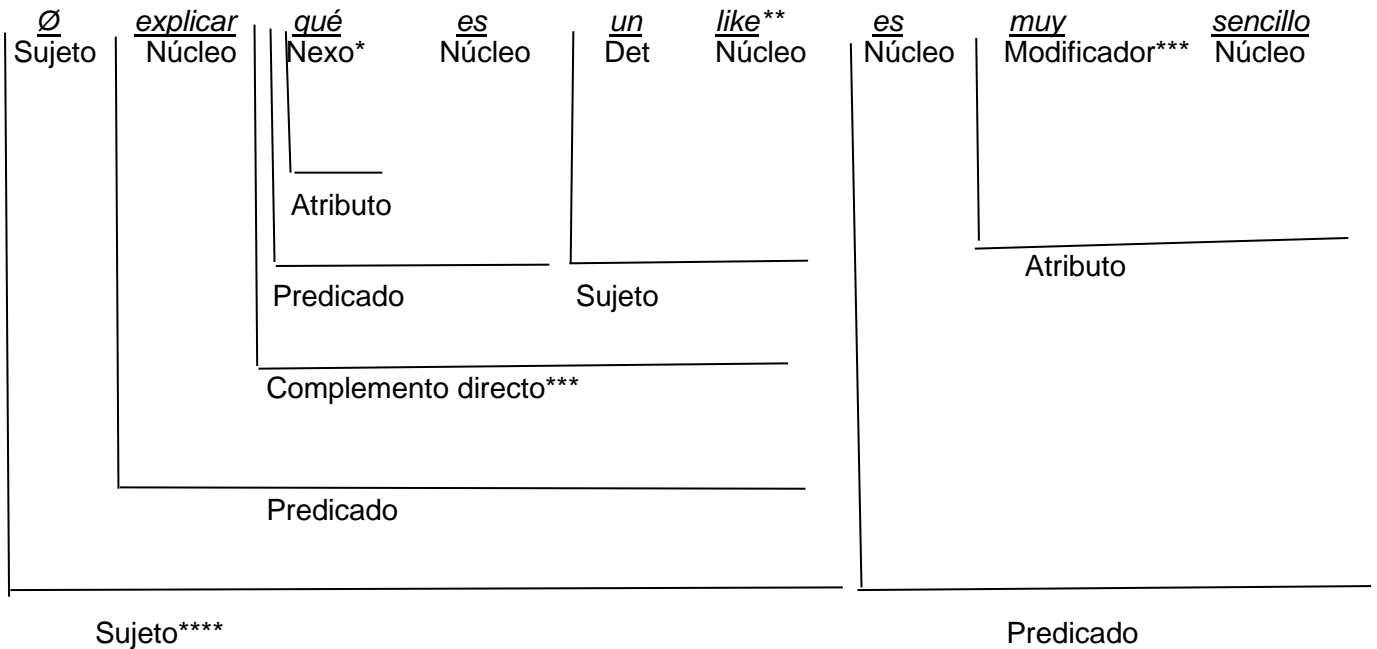 Ø explicar qué es un like** es muy sencillo
Sujeto Núcleo Nexo* Núcleo Det Núcleo Núcleo Modificador*** Núcleo
Atributo
Atributo
Predicado Sujeto
Complemento directo***
Predicado
Sujeto**** Predicado